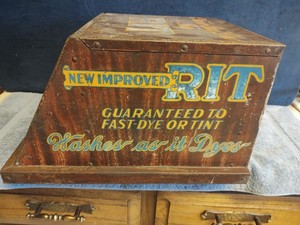 NEW IMPROVED RIT
GUARANTEED TO
FAST-DYE OR TINT
Washes as it Dyes